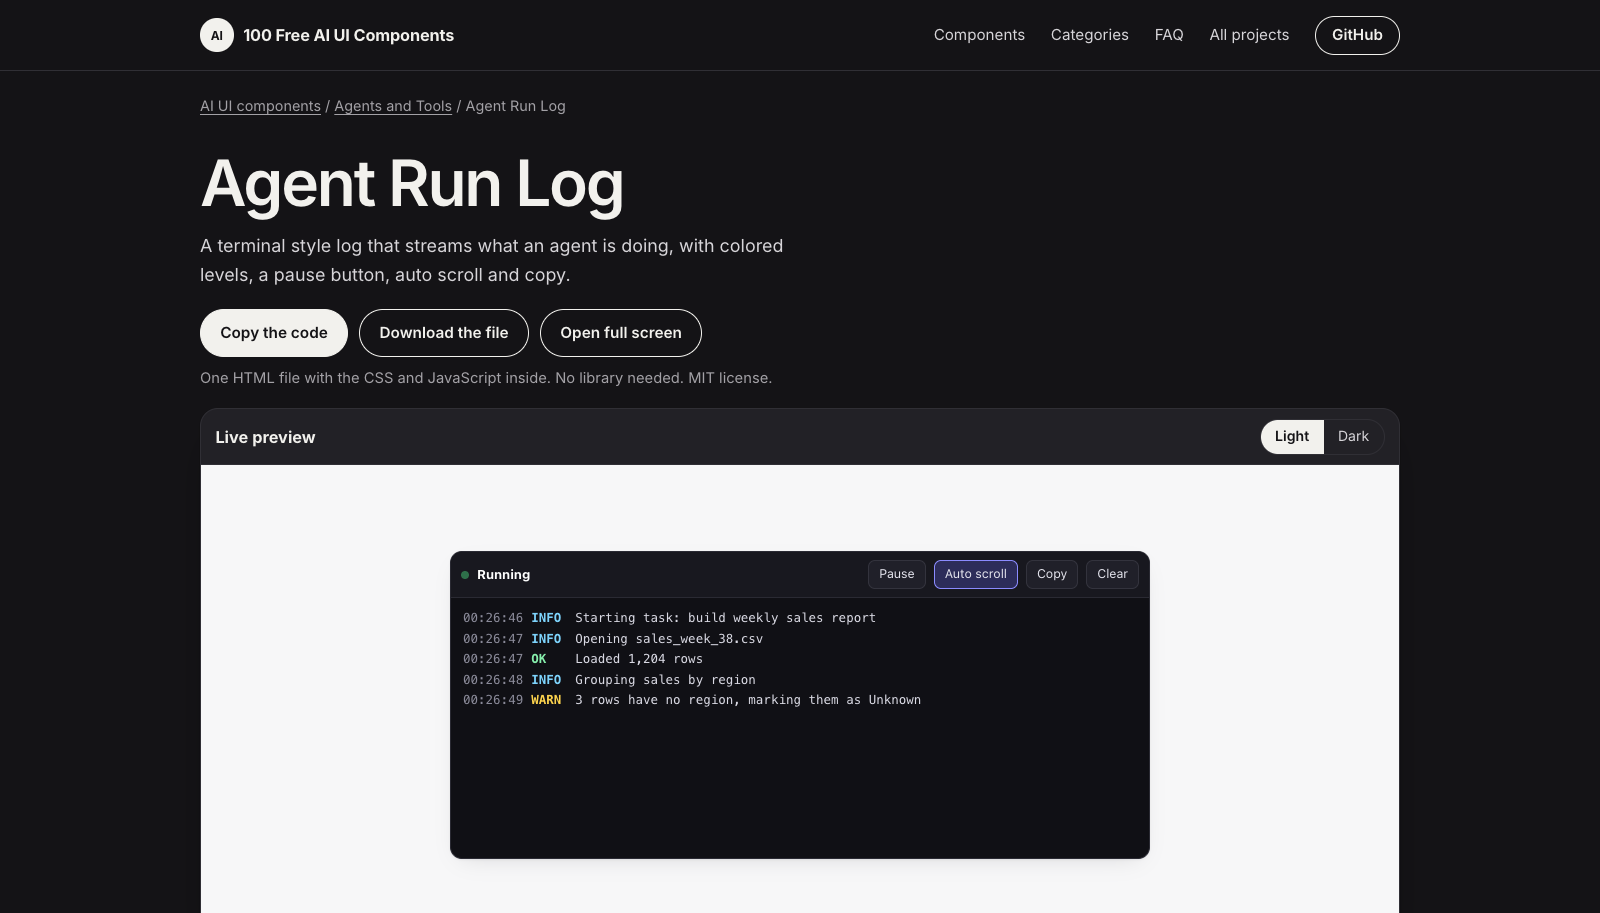 AI
100 Free AI UI Components
Components
Categories
FAQ
All projects
GitHub
AI UI components / Agents and Tools / Agent Run Log
Agent Run Log
A terminal style log that streams what an agent is doing, with colored
levels, a pause button, auto scroll and copy.
Copy the code
Download the file
Open full screen
One HTML file with the CSS and JavaScript inside. No library needed. MIT license.
Live preview
Light
Dark
Running
Pause
Auto scroll
Copy
Clear
00:26:46 INFO Starting task: build weekly sales report
00:26:47 INFO Opening sales_week_38.csv
00:26:47 OK Loaded 1,204 rows
00:26:48 INFO Grouping sales by region
00:26:49 WARN 3 rows have no region, marking them as Unknown